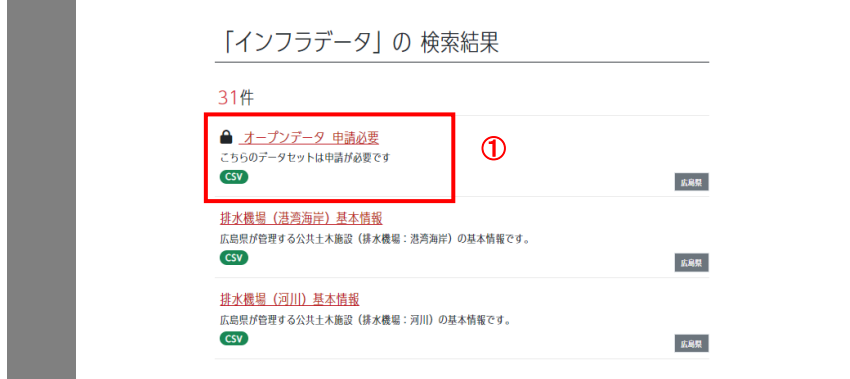 「インフラデータ」の 検索結果
31件
オープンデータ 申請必要
①
こちらのデータセットは申請が必要です
CSV
広島県
排水機場（港湾海岸）基本情報
広島県が管理する公共土木施設（排水機場：港湾海岸）の基本情報です。
CSV
広島県
排水機場（河川）基本情報
広島県が管理する公共土木施設（排水機場：河川）の基本情報です。
CSV
広島県